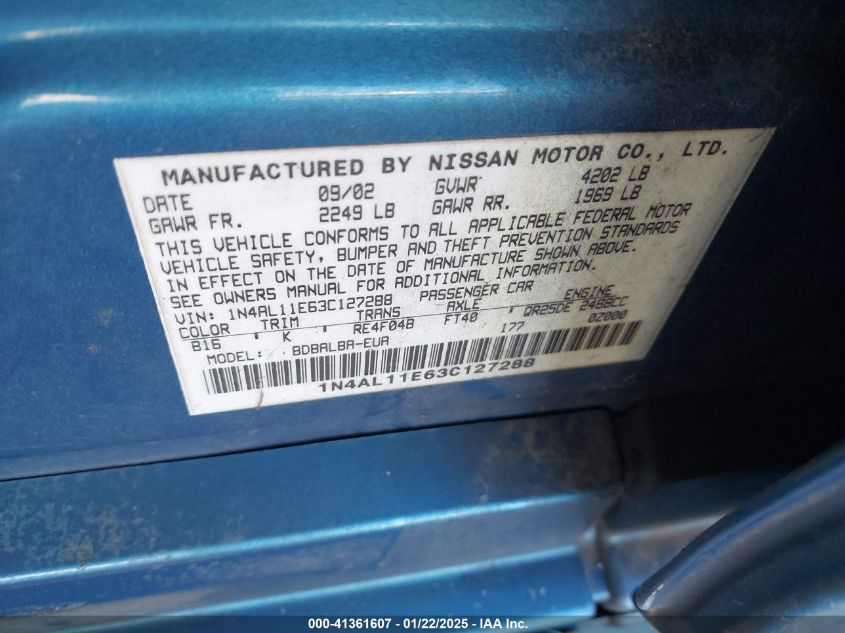 MANUFACTURED BY NISSAN MOTOR CO., LTD.
DATE 09/02 GVWR 4202 LB
GAWR FR. 2249 LB GAWR RR. 1969 LB
THIS VEHICLE CONFORMS TO ALL APPLICABLE FEDERAL MOTOR
VEHICLE SAFETY, BUMPER AND THEFT PREVENTION STANDARDS
IN EFFECT ON THE DATE OF MANUFACTURE SHOWN ABOVE.
SEE OWNERS MANUAL FOR ADDITIONAL INFORMATION.
VIN: 1N4AL11E63C127288 PASSENGER CAR
COLOR TRIM TRANS AXLE ENGINE
B16 K RE4F04B FT40 QR25DE 2488CC
MODEL: BDBALBA-EUA 177 02000
1N4AL11E63C127288
000-41361607 - 01/22/2025 - IAA Inc.